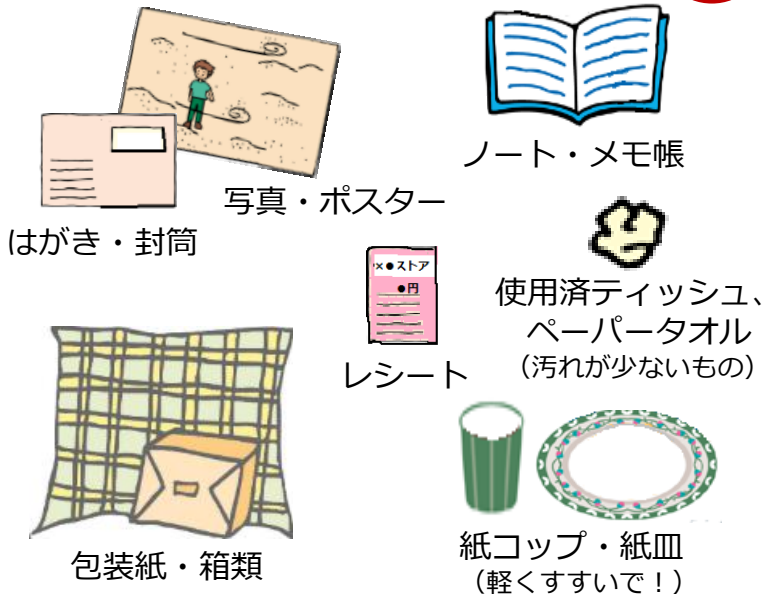 ノート・メモ帳
写真・ポスター
はがき・封筒
×●ストア
●円
レシート
使用済ティッシュ、
ペーパータオル
（汚れが少ないもの）
包装紙・箱類
紙コップ・紙皿
（軽くすすいで！）